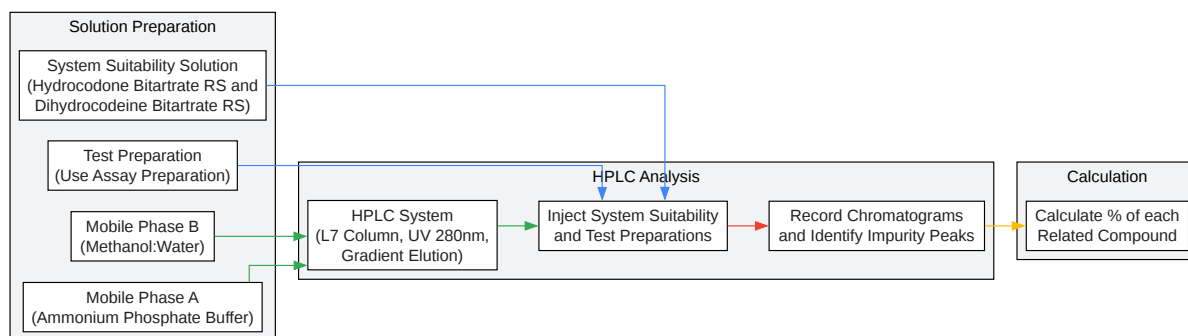 Solution Preparation
System Suitability Solution
(Hydrocodone Bitartrate RS and
Dihydrocodeine Bitartrate RS)
Test Preparation
(Use Assay Preparation)
Mobile Phase B
(Methanol:Water)
Mobile Phase A
(Ammonium Phosphate Buffer)
HPLC Analysis
HPLC System
(L7 Column, UV 280nm,
Gradient Elution)
Inject System Suitability
and Test Preparations
Record Chromatograms
and Identify Impurity Peaks
Calculation
Calculate % of each
Related Compound